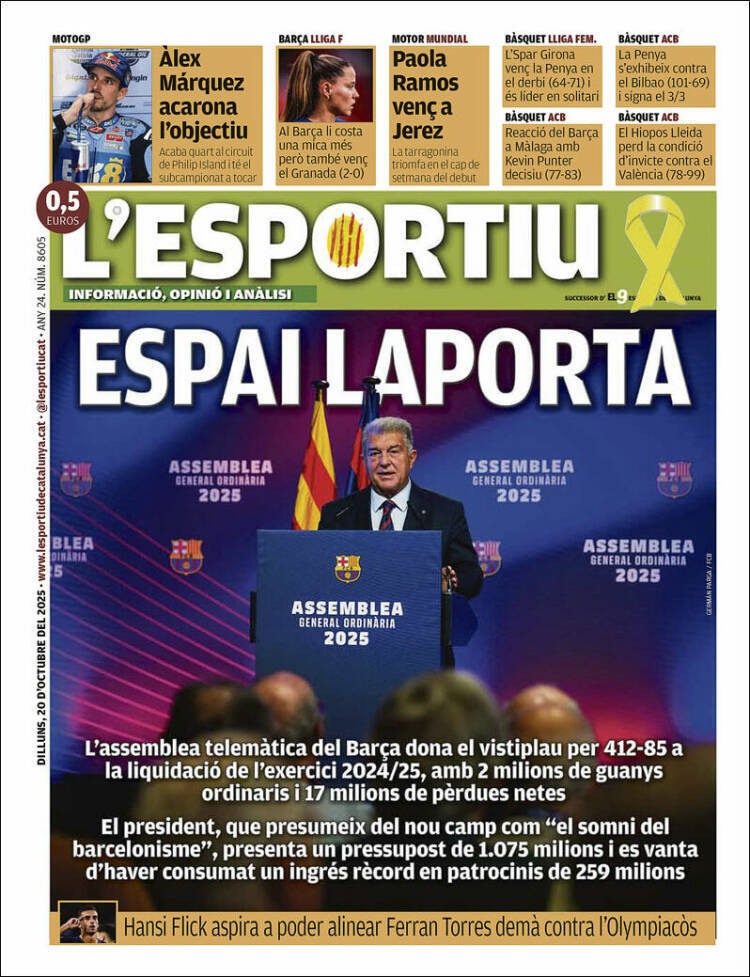 MOTOGP
Àlex
Márquez
acarona
l'objectiu
Acaba quart al circuit
de Philip Island i té el
subcampionat a tocar
BARÇA LLIGA F
Al Barça li costa
una mica més
però també venç
el Granada (2-0)
MOTOR MUNDIAL
Paola
Ramos
venç a
Jerez
La tarragonina
triomfa en el cap de
setmana del debut
BÀSQUET LLIGA FEM.
L'Spar Girona
venç la Penya en
el derbi (64-71) i
és líder en solitari
BÀSQUET ACB
Reacció del Barça
a Màlaga amb
Kevin Punter
decisiu (77-83)
BÀSQUET ACB
La Penya
s'exhibeix contra
el Bilbao (101-69)
i signa el 3/3
BÀSQUET ACB
El Hiopos Lleida
perd la condició
d'invicte contra el
València (78-99)
0,5
EUROS
L'ESPORTIU
INFORMACIÓ, OPINIÓ I ANÀLISI
SUCCESSOR D' EL 9
DILLUNS, 20 D'OCTUBRE DEL 2025 • www.lesportiudecatalunya.cat • @lesportiucat • ANY 24. NÚM. 8605
ESPAI LAPORTA
ASSEMBLEA
GENERAL ORDINÀRIA
2025
ASSEMBLEA
GENERAL ORDINÀRIA
2025
BLEA
DINÀRIA
5
ASSEMBLEA
GENERAL ORDINÀRIA
2025
ASSEMBLEA
GENERAL ORDINÀRIA
2025
GERMÁN PARGA / FCB
L'assemblea telemàtica del Barça dona el vistiplau per 412-85 a
la liquidació de l'exercici 2024/25, amb 2 milions de guanys
ordinaris i 17 milions de pèrdues netes
El president, que presumeix del nou camp com “el somni del
barcelonisme”, presenta un pressupost de 1.075 milions i es vanta
d'haver consumat un ingrés rècord en patrocinis de 259 milions
Hansi Flick aspira a poder alinear Ferran Torres demà contra l'Olympiacòs